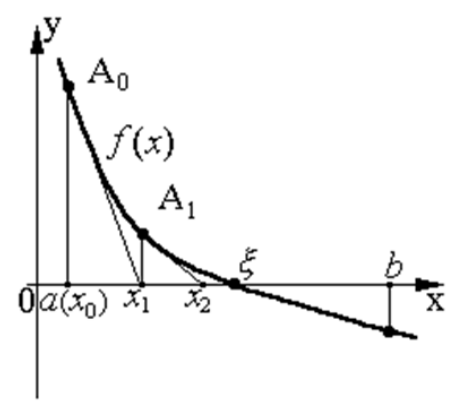 y
A₀
f(x)
A₁
ξ
b
0 a(x₀) x₁ x₂ x